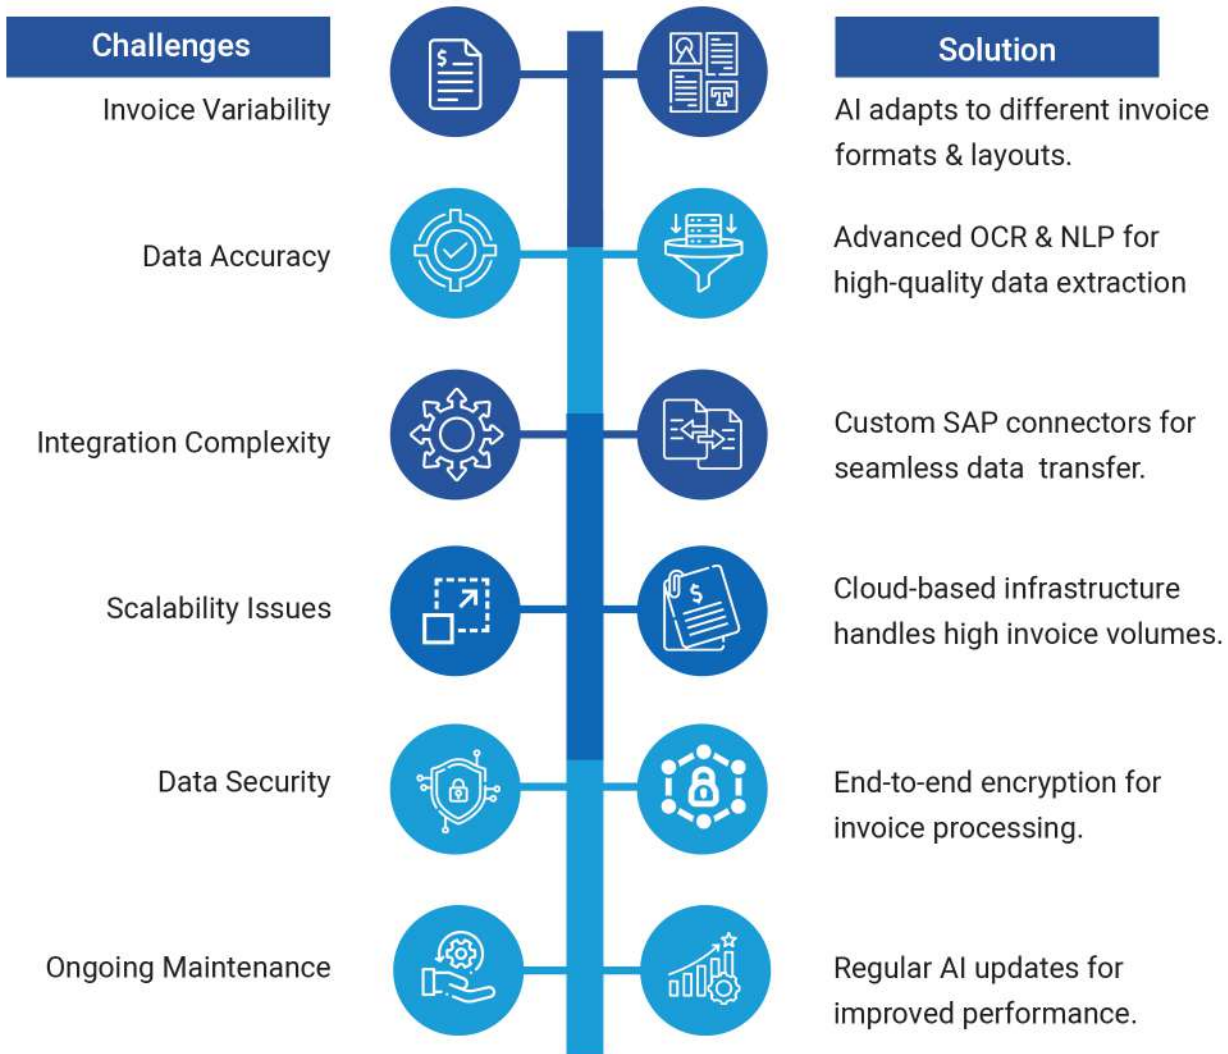 Challenges
Solution
Invoice Variability
AI adapts to different invoice
formats & layouts.
Data Accuracy
Advanced OCR & NLP for
high-quality data extraction
Integration Complexity
Custom SAP connectors for
seamless data  transfer.
Scalability Issues
Cloud-based infrastructure
handles high invoice volumes.
Data Security
End-to-end encryption for
invoice processing.
Ongoing Maintenance
Regular AI updates for
improved performance.
$
T
$